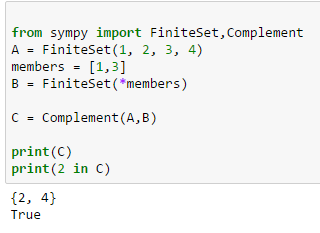 from sympy import FiniteSet,Complement
A = FiniteSet(1, 2, 3, 4)
members = [1,3]
B = FiniteSet(*members)
C = Complement(A,B)
print(C)
print(2 in C)
{2, 4}
True